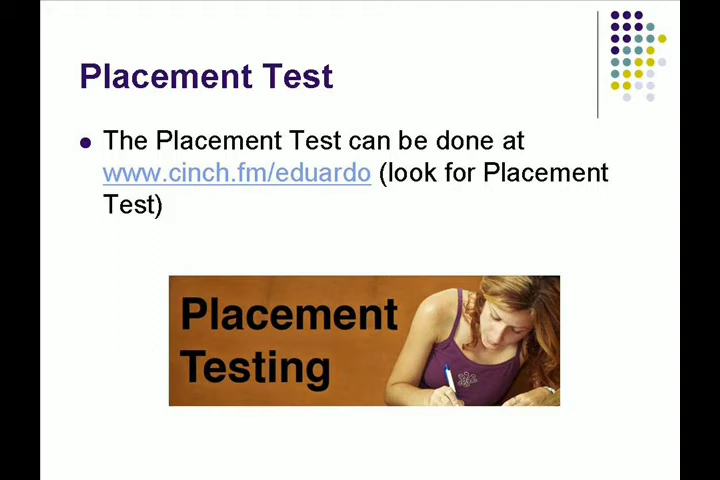 Placement Test
The Placement Test can be done at
www.cinch.fm/eduardo (look for Placement
Test)
Placement
Testing